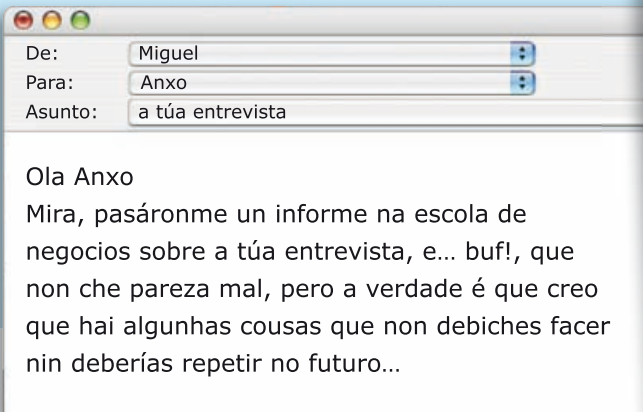 De: Miguel
Para: Anxo
Asunto: a túa entrevista
Ola Anxo
Mira, pasáronme un informe na escola de
negocios sobre a túa entrevista, e... buf!, que
non che pareza mal, pero a verdade é que creo
que hai algunhas cousas que non debiches facer
nin deberías repetir no futuro...